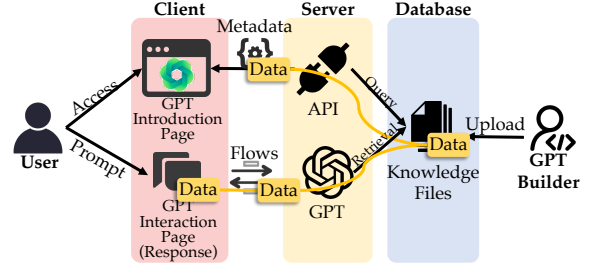 Client
Server
Database
Metadata
{⚙}
Data
GPT
Introduction
Page
API
Query
Access
Upload
User
Prompt
Flows
Retrieval
Data
Data
Data
GPT
Interaction
Page
(Response)
GPT
Knowledge
Files
</>
GPT
Builder